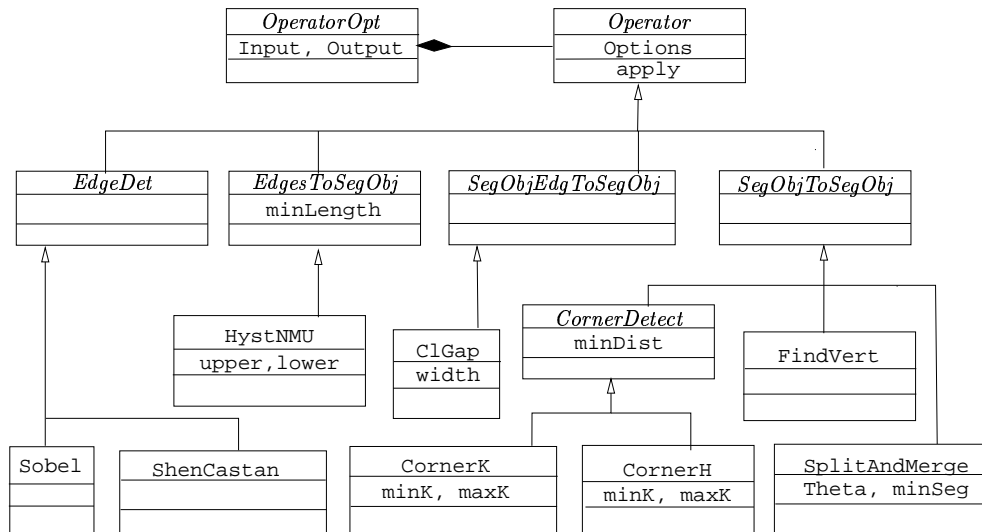 OperatorOpt
Input, Output
Operator
Options
apply
EdgeDet
EdgesToSegObj
minLength
SegObjEdgToSegObj
SegObjToSegObj
HystNMU
upper,lower
ClGap
width
CornerDetect
minDist
FindVert
Sobel
ShenCastan
CornerK
minK, maxK
CornerH
minK, maxK
SplitAndMerge
Theta, minSeg